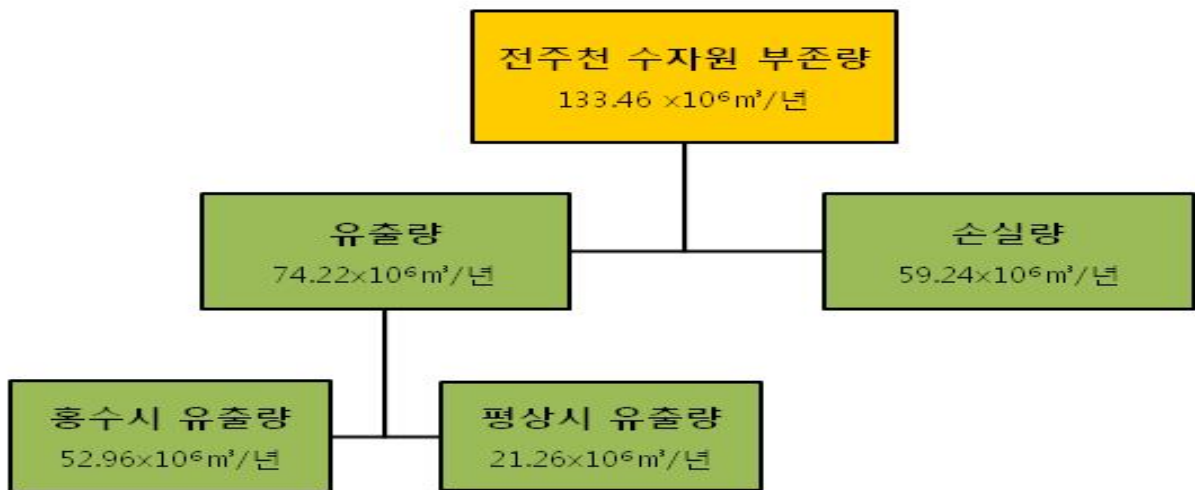 전주천 수자원 부존량
133.46 ×10⁶㎥/년
유출량
74.22×10⁶㎥/년
손실량
59.24×10⁶㎥/년
홍수시 유출량
52.96×10⁶㎥/년
평상시 유출량
21.26×10⁶㎥/년